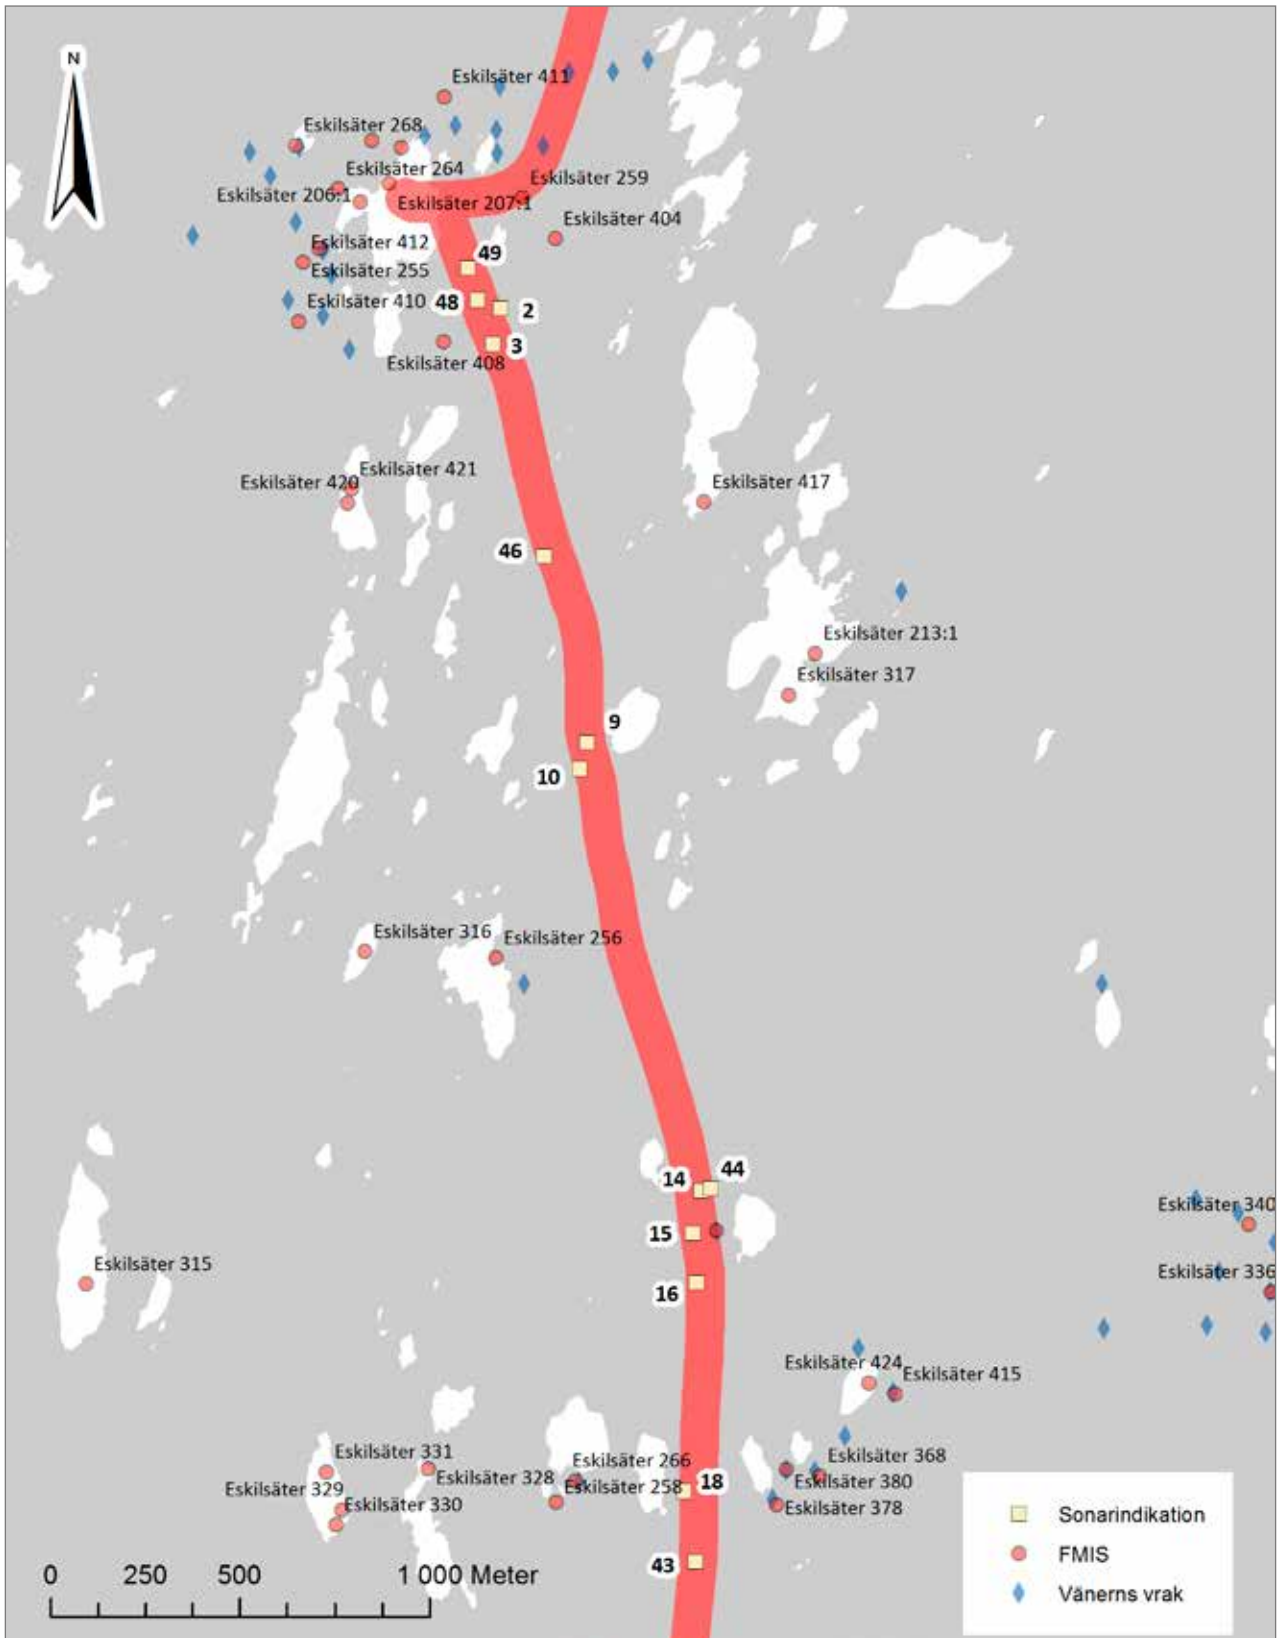 N
Eskilsäter 411
Eskilsäter 268
Eskilsäter 264
Eskilsäter 259
Eskilsäter 206:1
Eskilsäter 207:1
Eskilsäter 404
Eskilsäter 412
49
Eskilsäter 255
Eskilsäter 410
48
2
3
Eskilsäter 408
Eskilsäter 421
Eskilsäter 420
Eskilsäter 417
46
Eskilsäter 213:1
Eskilsäter 317
9
10
Eskilsäter 316
Eskilsäter 256
44
14
Eskilsäter 340
15
Eskilsäter 315
Eskilsäter 336
16
Eskilsäter 424
Eskilsäter 415
Eskilsäter 331
Eskilsäter 368
Eskilsäter 266
Eskilsäter 328
18
Eskilsäter 380
Eskilsäter 329
Eskilsäter 258
Eskilsäter 330
Eskilsäter 378
43
0 250 500 1 000 Meter
Sonarindikation
FMIS
Vänerns vrak